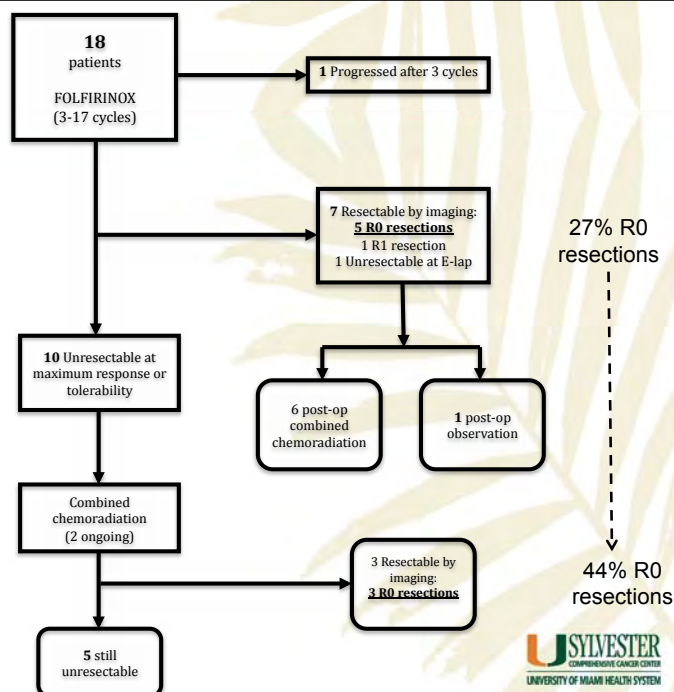 18
patients
FOLFIRINOX
(3-17 cycles)
1 Progressed after 3 cycles
7 Resectable by imaging:
5 R0 resections
1 R1 resection
1 Unresectable at E-lap
27% R0
resections
10 Unresectable at
maximum response or
tolerability
6 post-op
combined
chemoradiation
1 post-op
observation
Combined
chemoradiation
(2 ongoing)
3 Resectable by
imaging:
3 R0 resections
44% R0
resections
5 still
unresectable
SYLVESTER
COMPREHENSIVE CANCER CENTER
UNIVERSITY OF MIAMI HEALTH SYSTEM